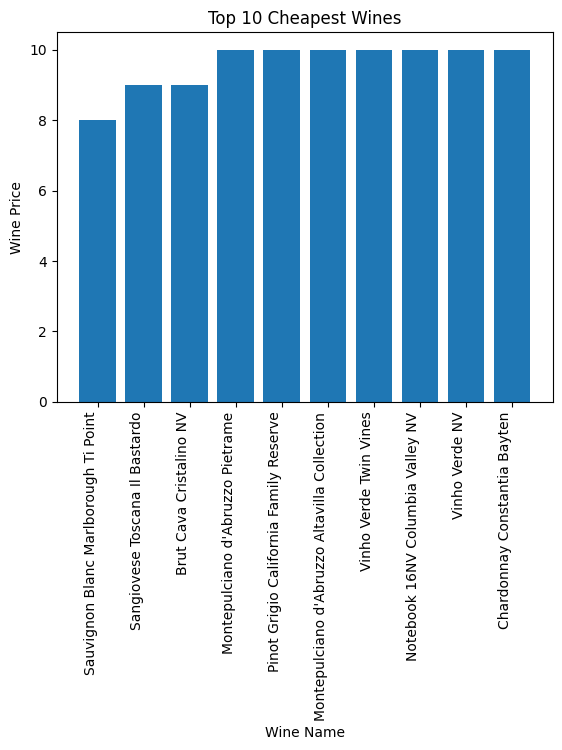 Top 10 Cheapest Wines
Wine Price
10
8
6
4
2
0
Sauvignon Blanc Marlborough Ti Point
Sangiovese Toscana Il Bastardo
Brut Cava Cristalino NV
Montepulciano d'Abruzzo Pietrame
Pinot Grigio California Family Reserve
Montepulciano d'Abruzzo Altavilla Collection
Vinho Verde Twin Vines
Notebook 16NV Columbia Valley NV
Vinho Verde NV
Chardonnay Constantia Bayten
Wine Name